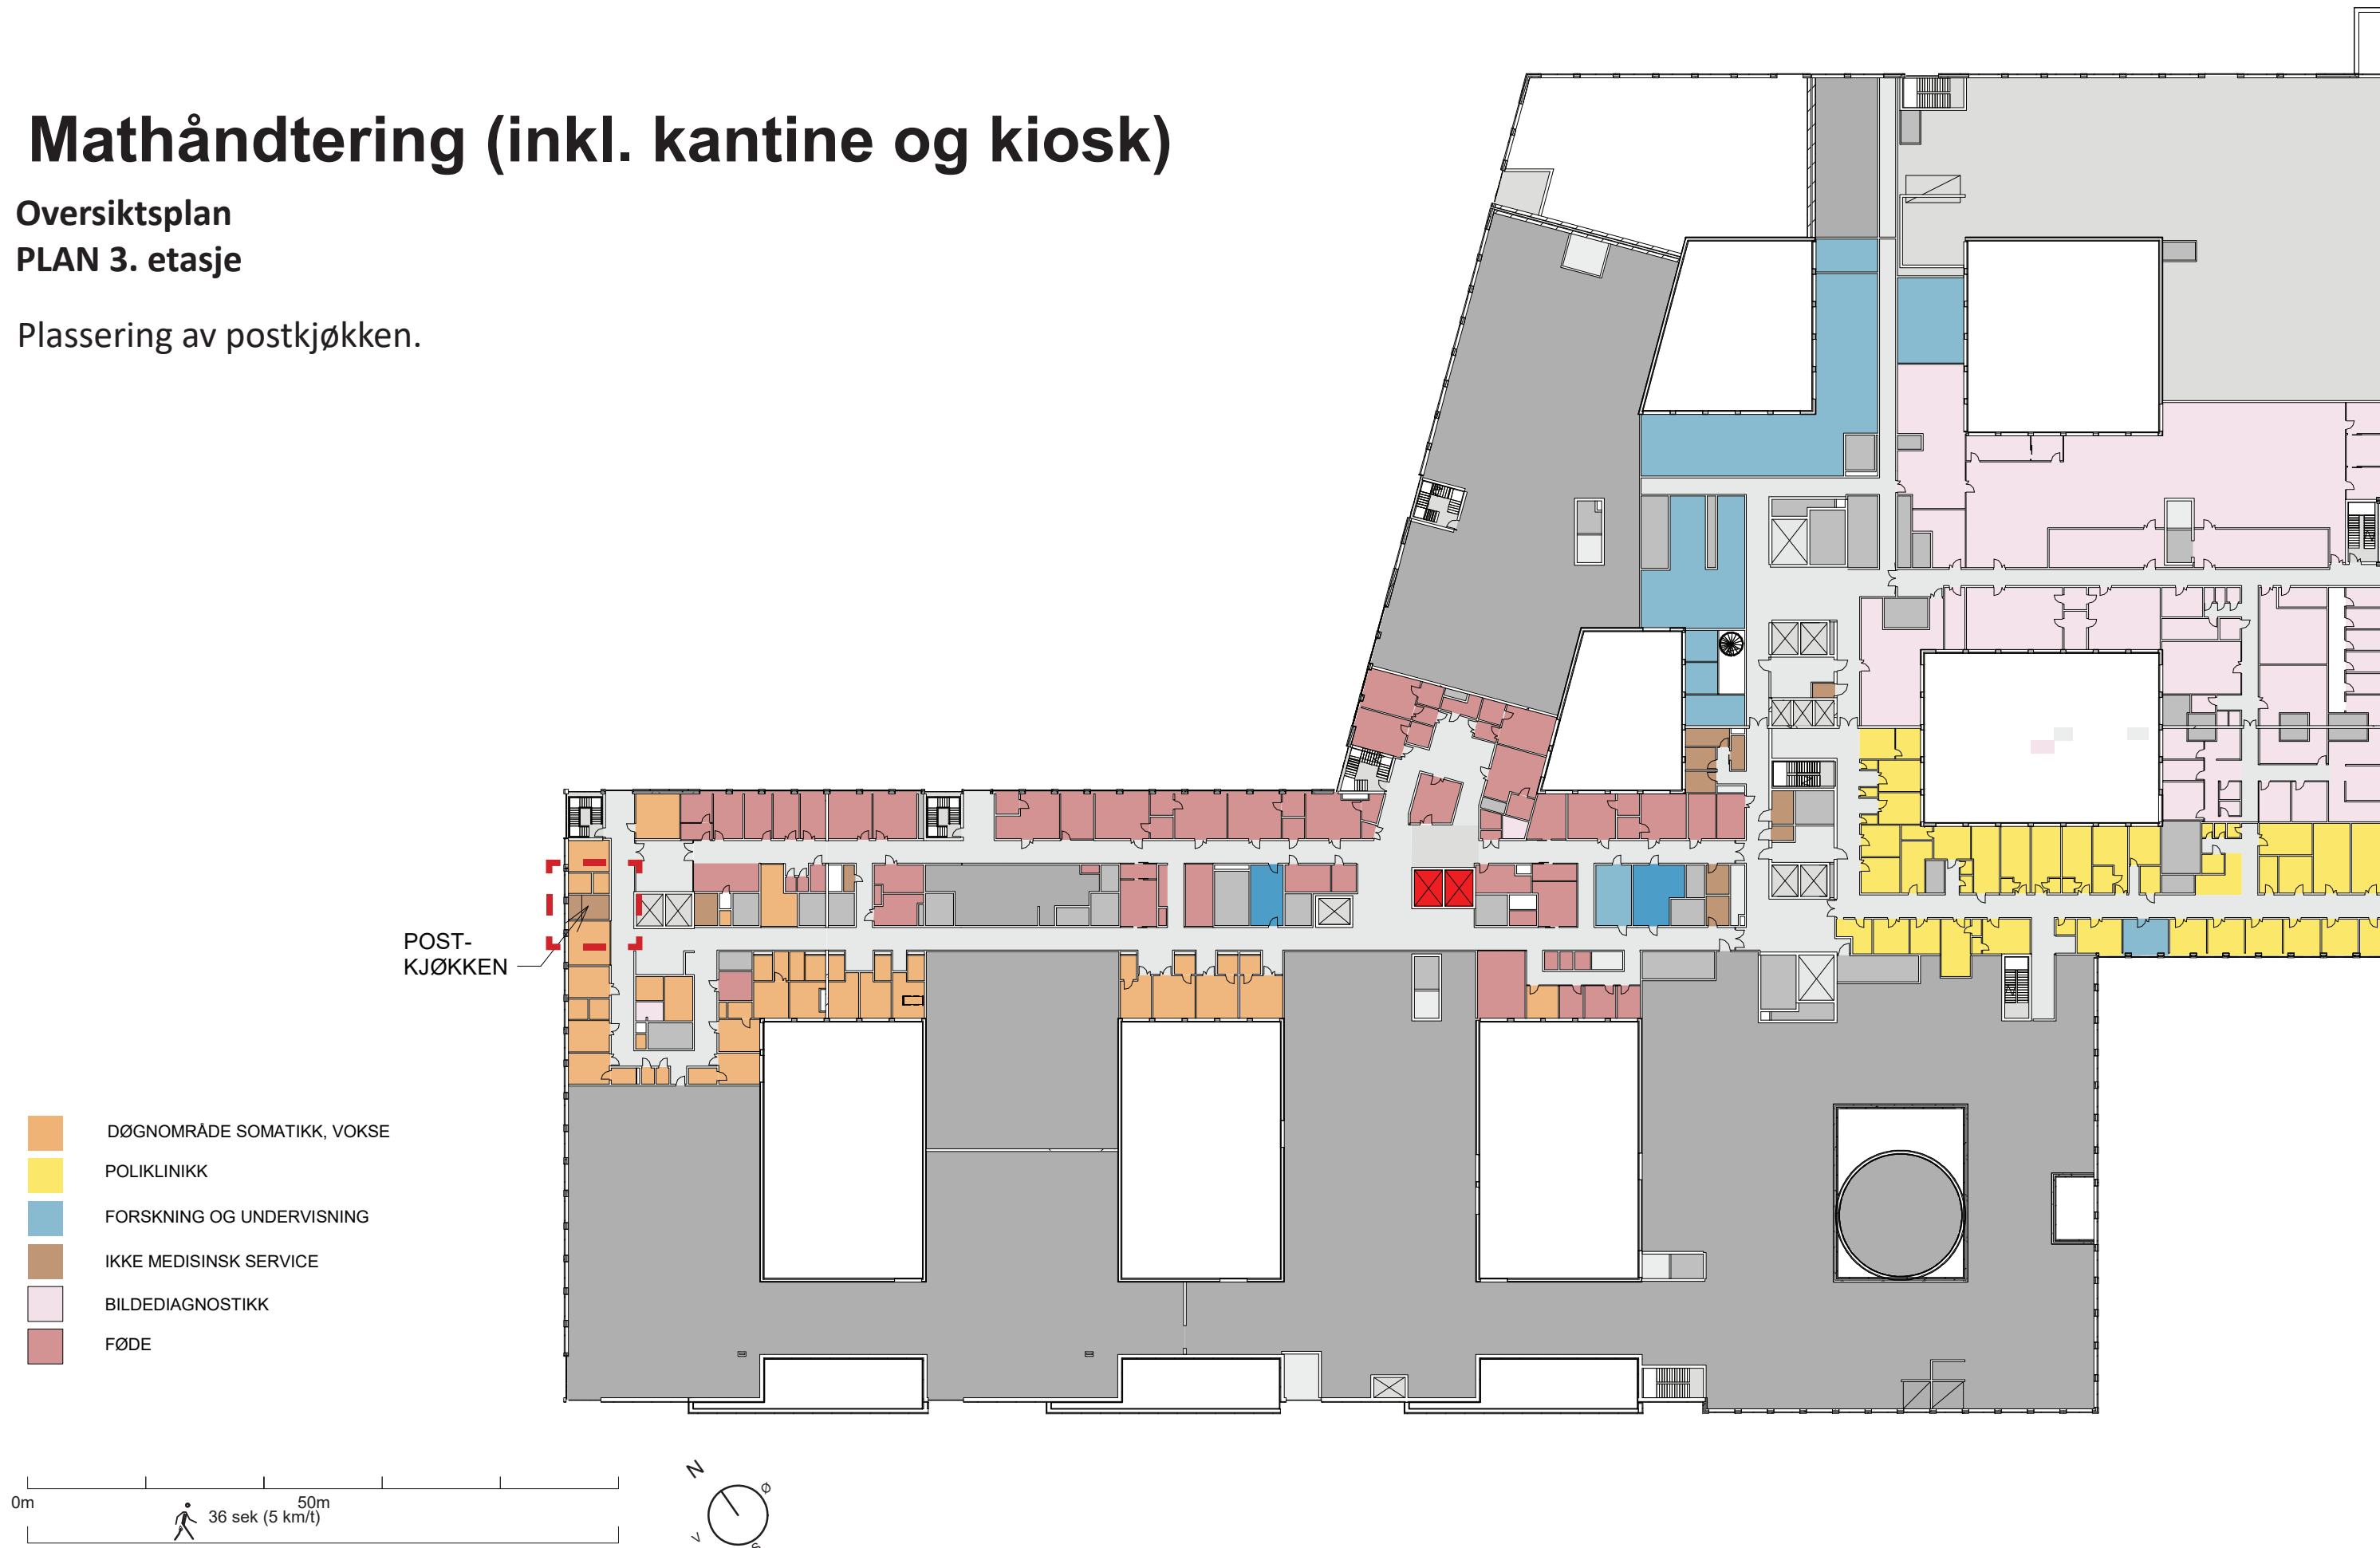 Mathåndtering (inkl. kantine og kiosk)
Oversiktsplan
PLAN 3. etasje
Plassering av postkjøkken.
POST-
KJØKKEN
DØGNOMRÅDE SOMATIKK, VOKSE
POLIKLINIKK
FORSKNING OG UNDERVISNING
IKKE MEDISINSK SERVICE
BILDEDIAGNOSTIKK
FØDE
0m 50m
36 sek (5 km/t)
N
Ø
V
S